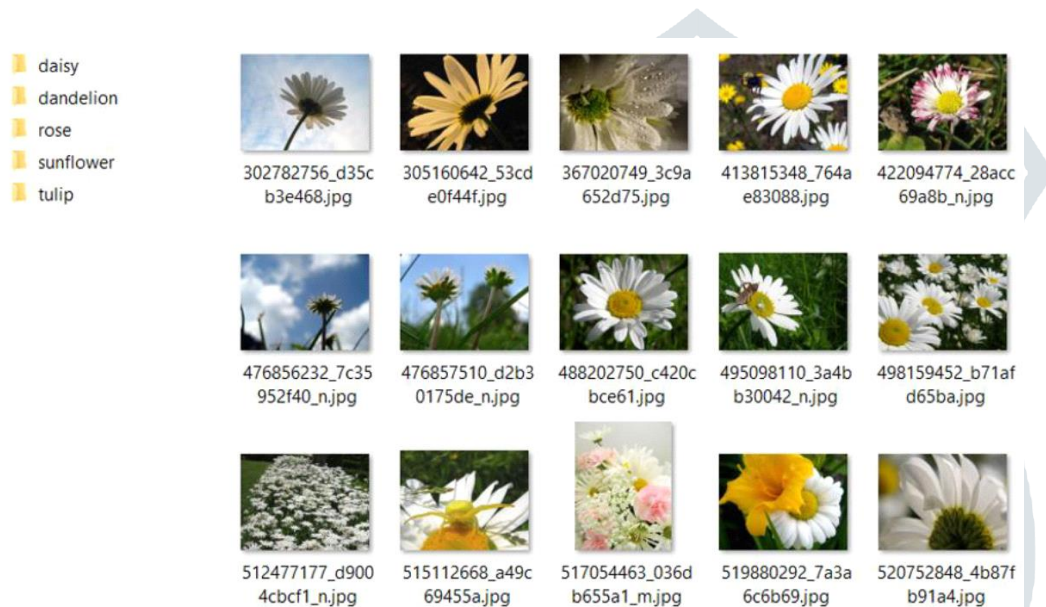 daisy
dandelion
rose
sunflower
tulip
302782756_d35c
b3e468.jpg
305160642_53cd
e0f44f.jpg
367020749_3c9a
652d75.jpg
413815348_764a
e83088.jpg
422094774_28acc
69a8b_n.jpg
476856232_7c35
952f40_n.jpg
476857510_d2b3
0175de_n.jpg
488202750_c420c
bce61.jpg
495098110_3a4b
b30042_n.jpg
498159452_b71af
d65ba.jpg
512477177_d900
4cbcf1_n.jpg
515112668_a49c
69455a.jpg
517054463_036d
b655a1_m.jpg
519880292_7a3a
6c6b69.jpg
520752848_4b87f
b91a4.jpg